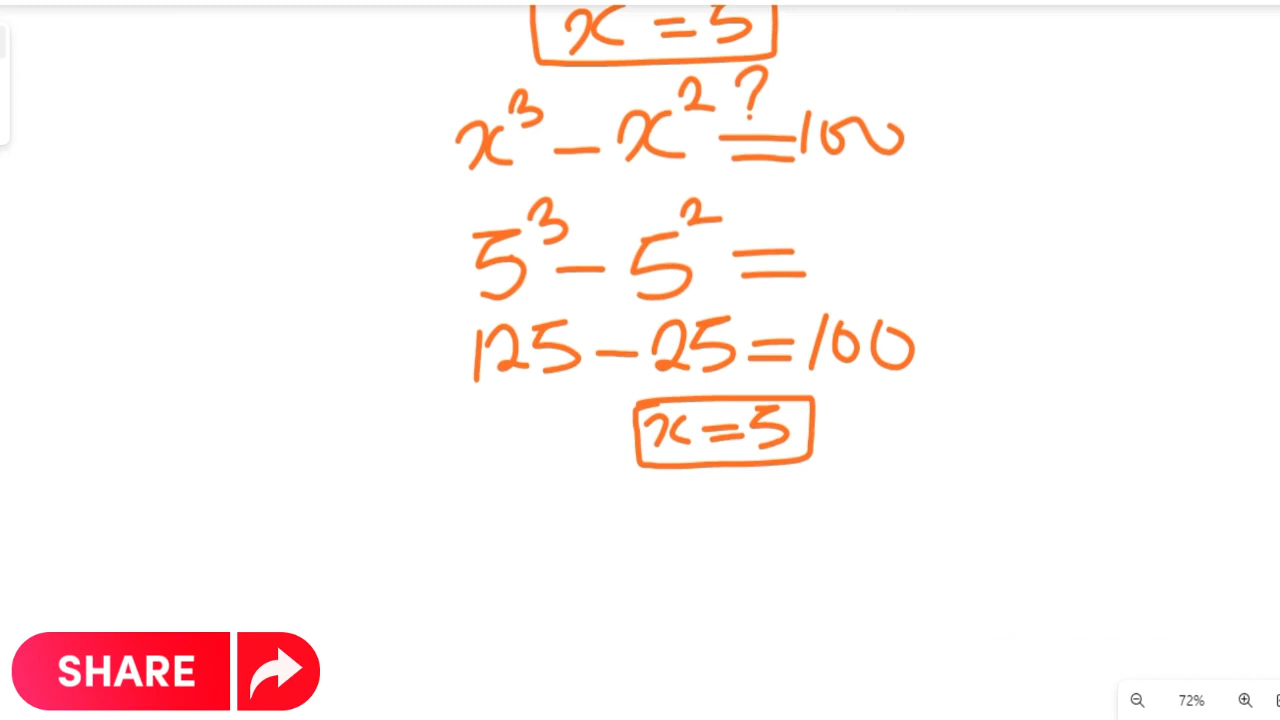 x = 5
x³ - x² ?= 100
5³ - 5² =
125 - 25 = 100
x = 5
SHARE
72%